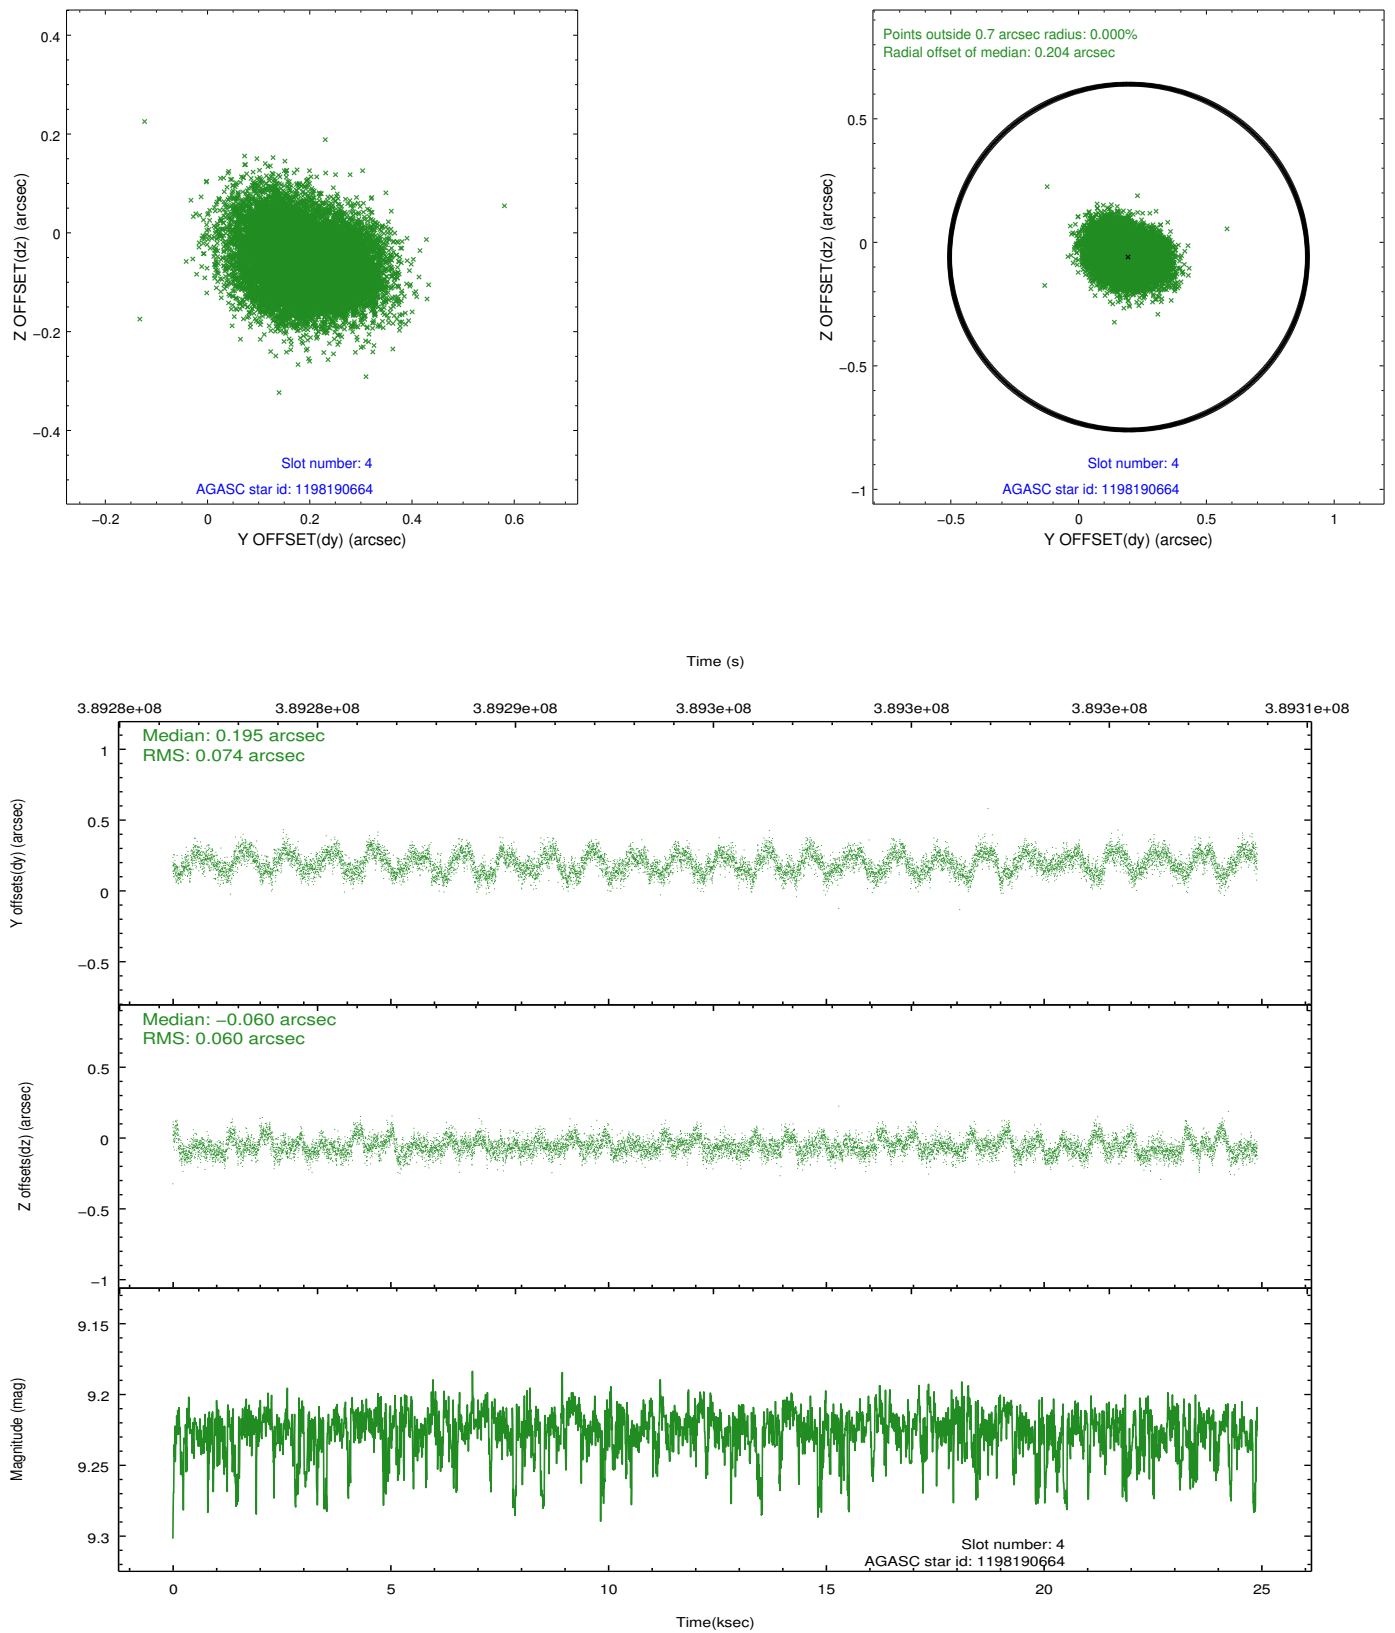 0.4
0.2
0
−0.2
−0.4
Z OFFSET(dz) (arcsec)
Slot number: 4
AGASC star id: 1198190664
−0.2 0 0.2 0.4 0.6
Y OFFSET(dy) (arcsec)
Points outside 0.7 arcsec radius: 0.000%
Radial offset of median: 0.204 arcsec
0.5
0
−0.5
−1
Z OFFSET(dz) (arcsec)
Slot number: 4
AGASC star id: 1198190664
−0.5 0 0.5 1
Y OFFSET(dy) (arcsec)
Time (s)
3.8928e+08 3.8928e+08 3.8929e+08 3.893e+08 3.893e+08 3.893e+08 3.8931e+08
Median: 0.195 arcsec
RMS: 0.074 arcsec
1
0.5
0
−0.5
Y offsets(dy) (arcsec)
Median: −0.060 arcsec
RMS: 0.060 arcsec
0.5
0
−0.5
−1
Z offsets(dz) (arcsec)
9.15
9.2
9.25
9.3
Magnitude (mag)
Slot number: 4
AGASC star id: 1198190664
0 5 10 15 20 25
Time(ksec)